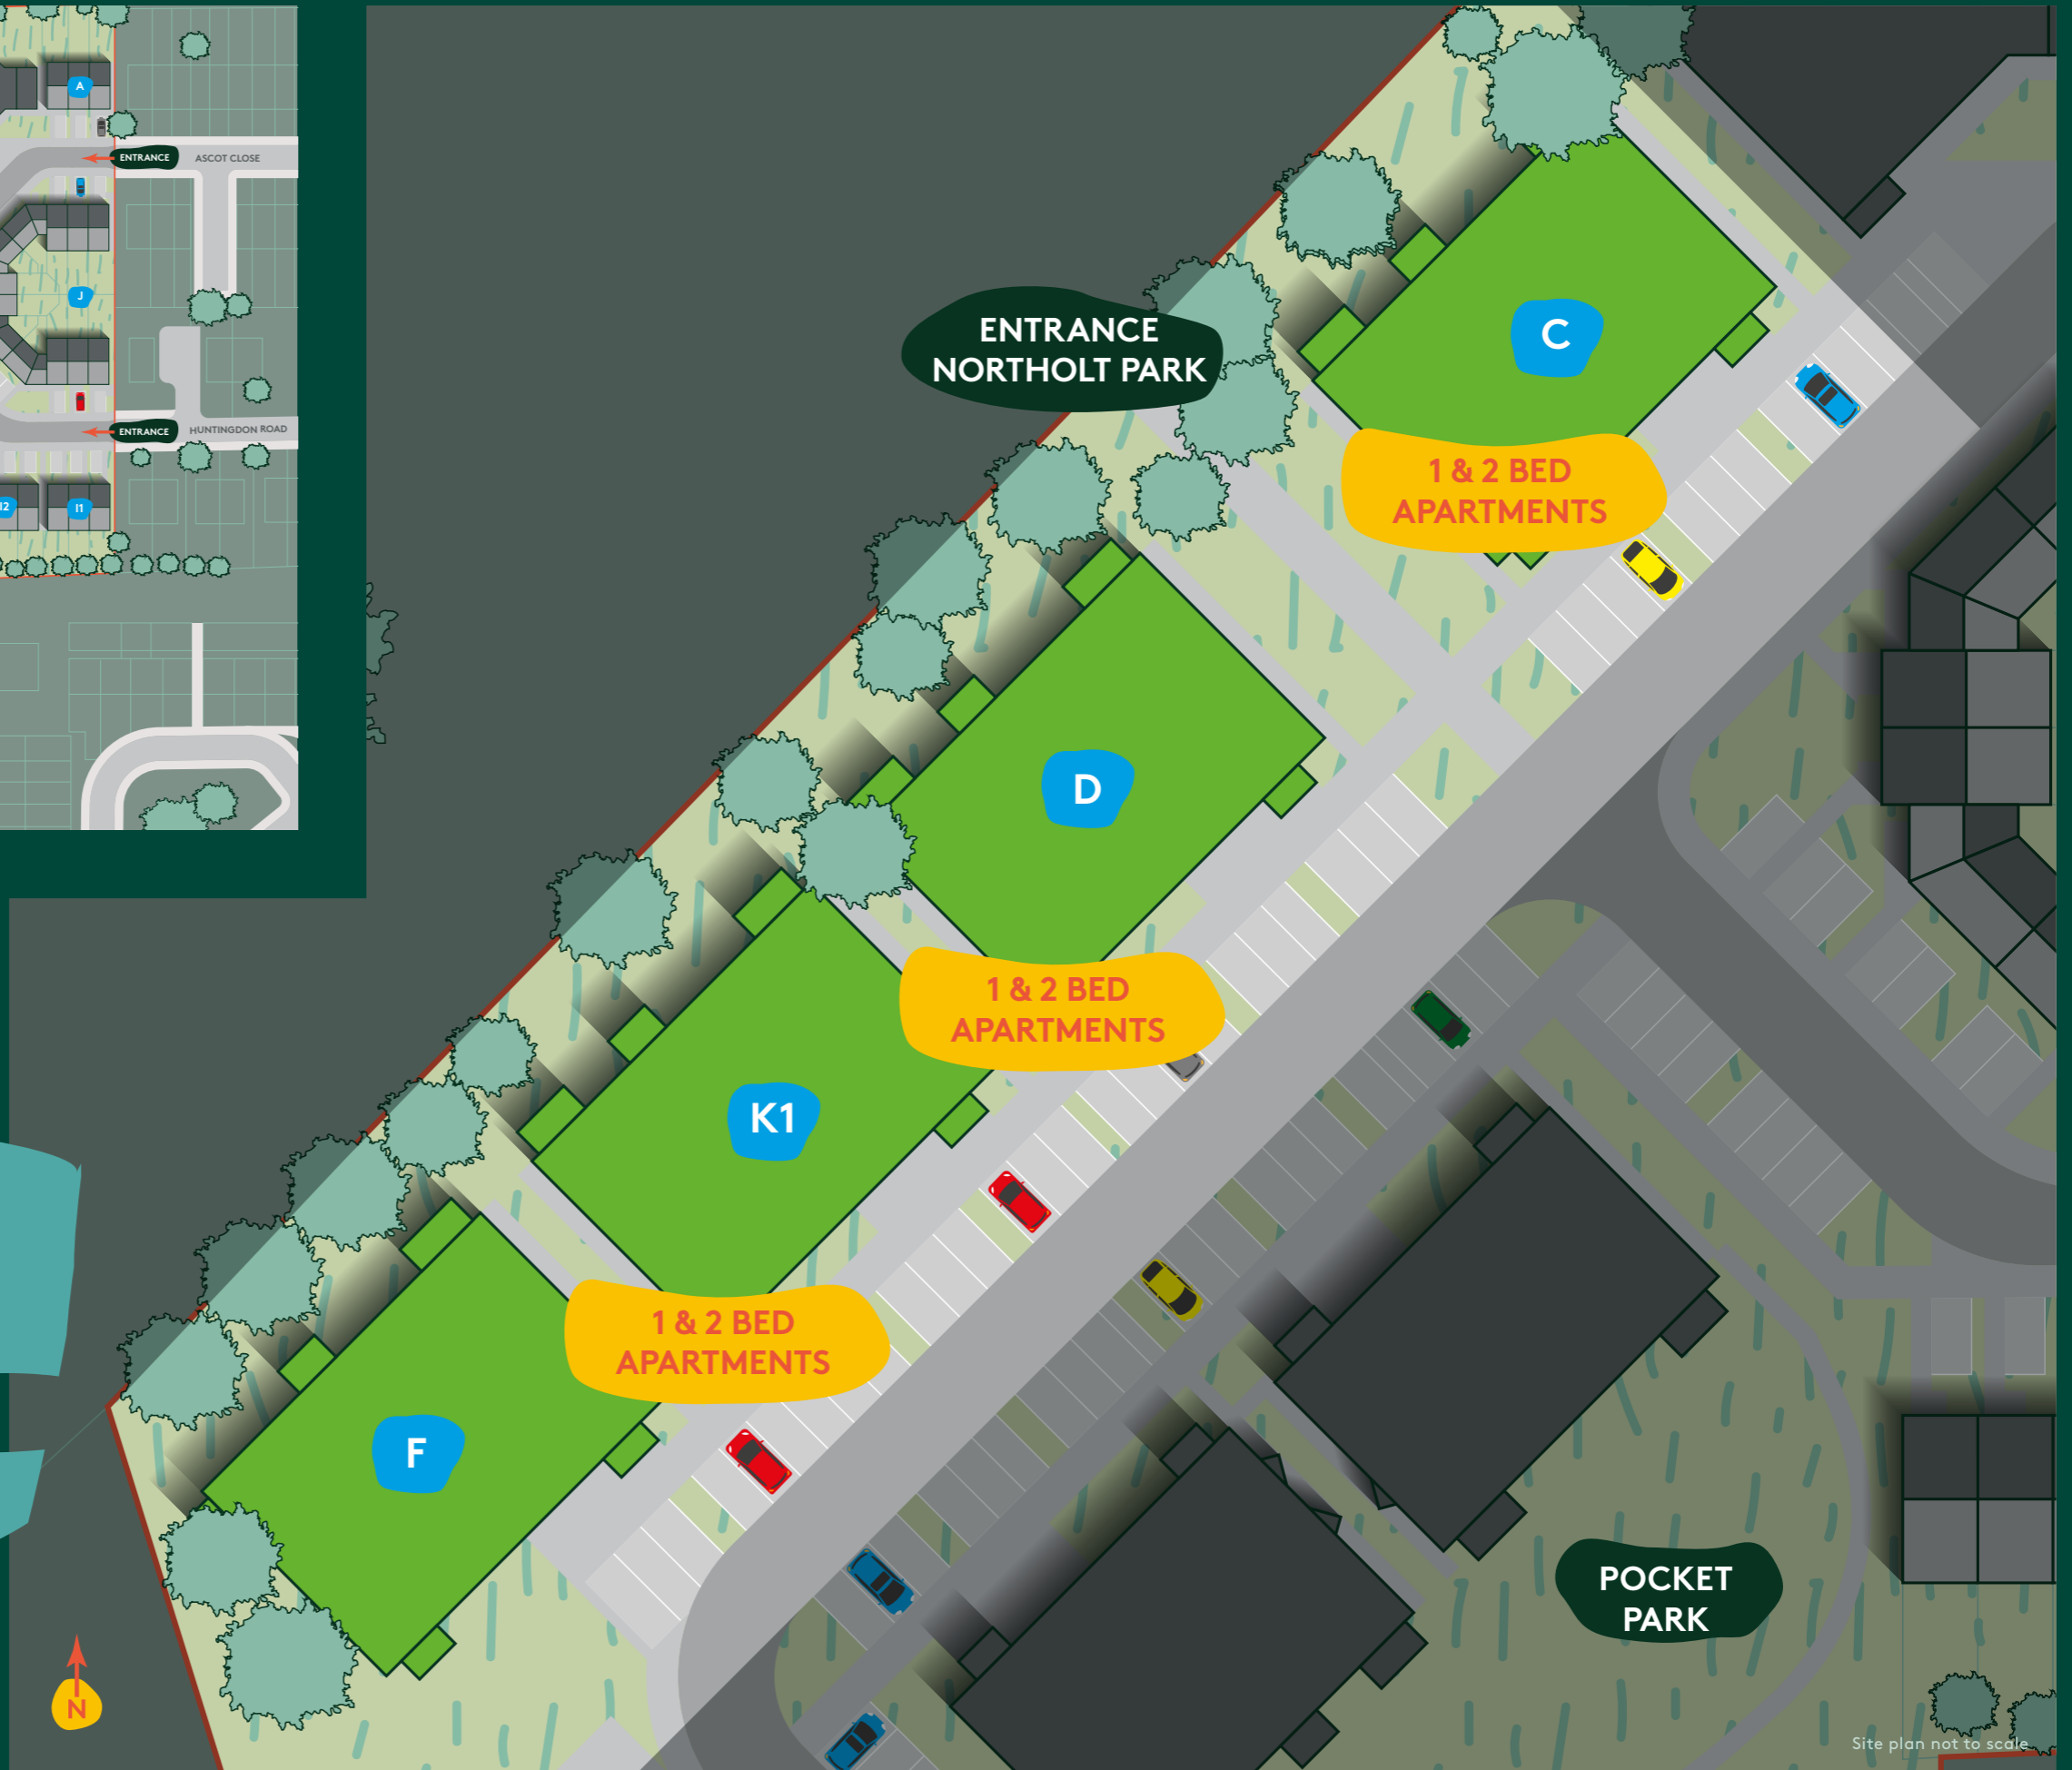 A
ENTRANCE
ASCOT CLOSE
J
ENTRANCE
HUNTINGDON ROAD
I2
I1
ENTRANCE
NORTHOLT PARK
C
1 & 2 BED
APARTMENTS
D
1 & 2 BED
APARTMENTS
K1
1 & 2 BED
APARTMENTS
F
POCKET
PARK
N
Site plan not to scale